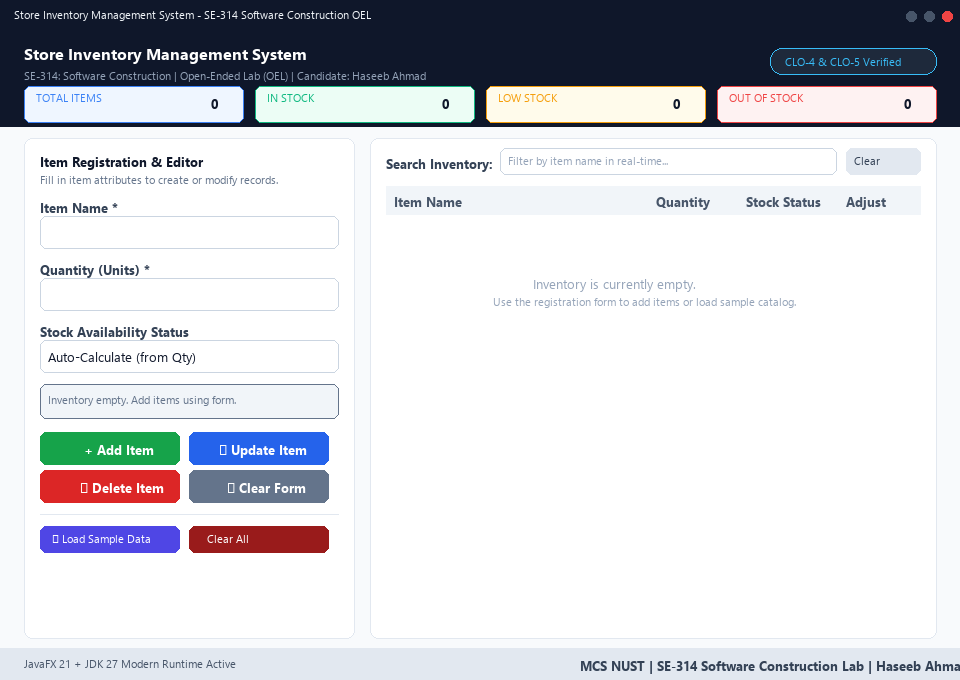 Store Inventory Management System - SE-314 Software Construction OEL
Store Inventory Management System
SE-314: Software Construction | Open-Ended Lab (OEL) | Candidate: Haseeb Ahmad
CLO-4 & CLO-5 Verified
TOTAL ITEMS 0
IN STOCK 0
LOW STOCK 0
OUT OF STOCK 0
Item Registration & Editor
Fill in item attributes to create or modify records.
Item Name *
Quantity (Units) *
Stock Availability Status
Auto-Calculate (from Qty)
Inventory empty. Add items using form.
+ Add Item
Update Item
Delete Item
Clear Form
Load Sample Data
Clear All
Search Inventory: Filter by item name in real-time... Clear
Item Name Quantity Stock Status Adjust
Inventory is currently empty.
Use the registration form to add items or load sample catalog.
JavaFX 21 + JDK 27 Modern Runtime Active
MCS NUST | SE-314 Software Construction Lab | Haseeb Ahma